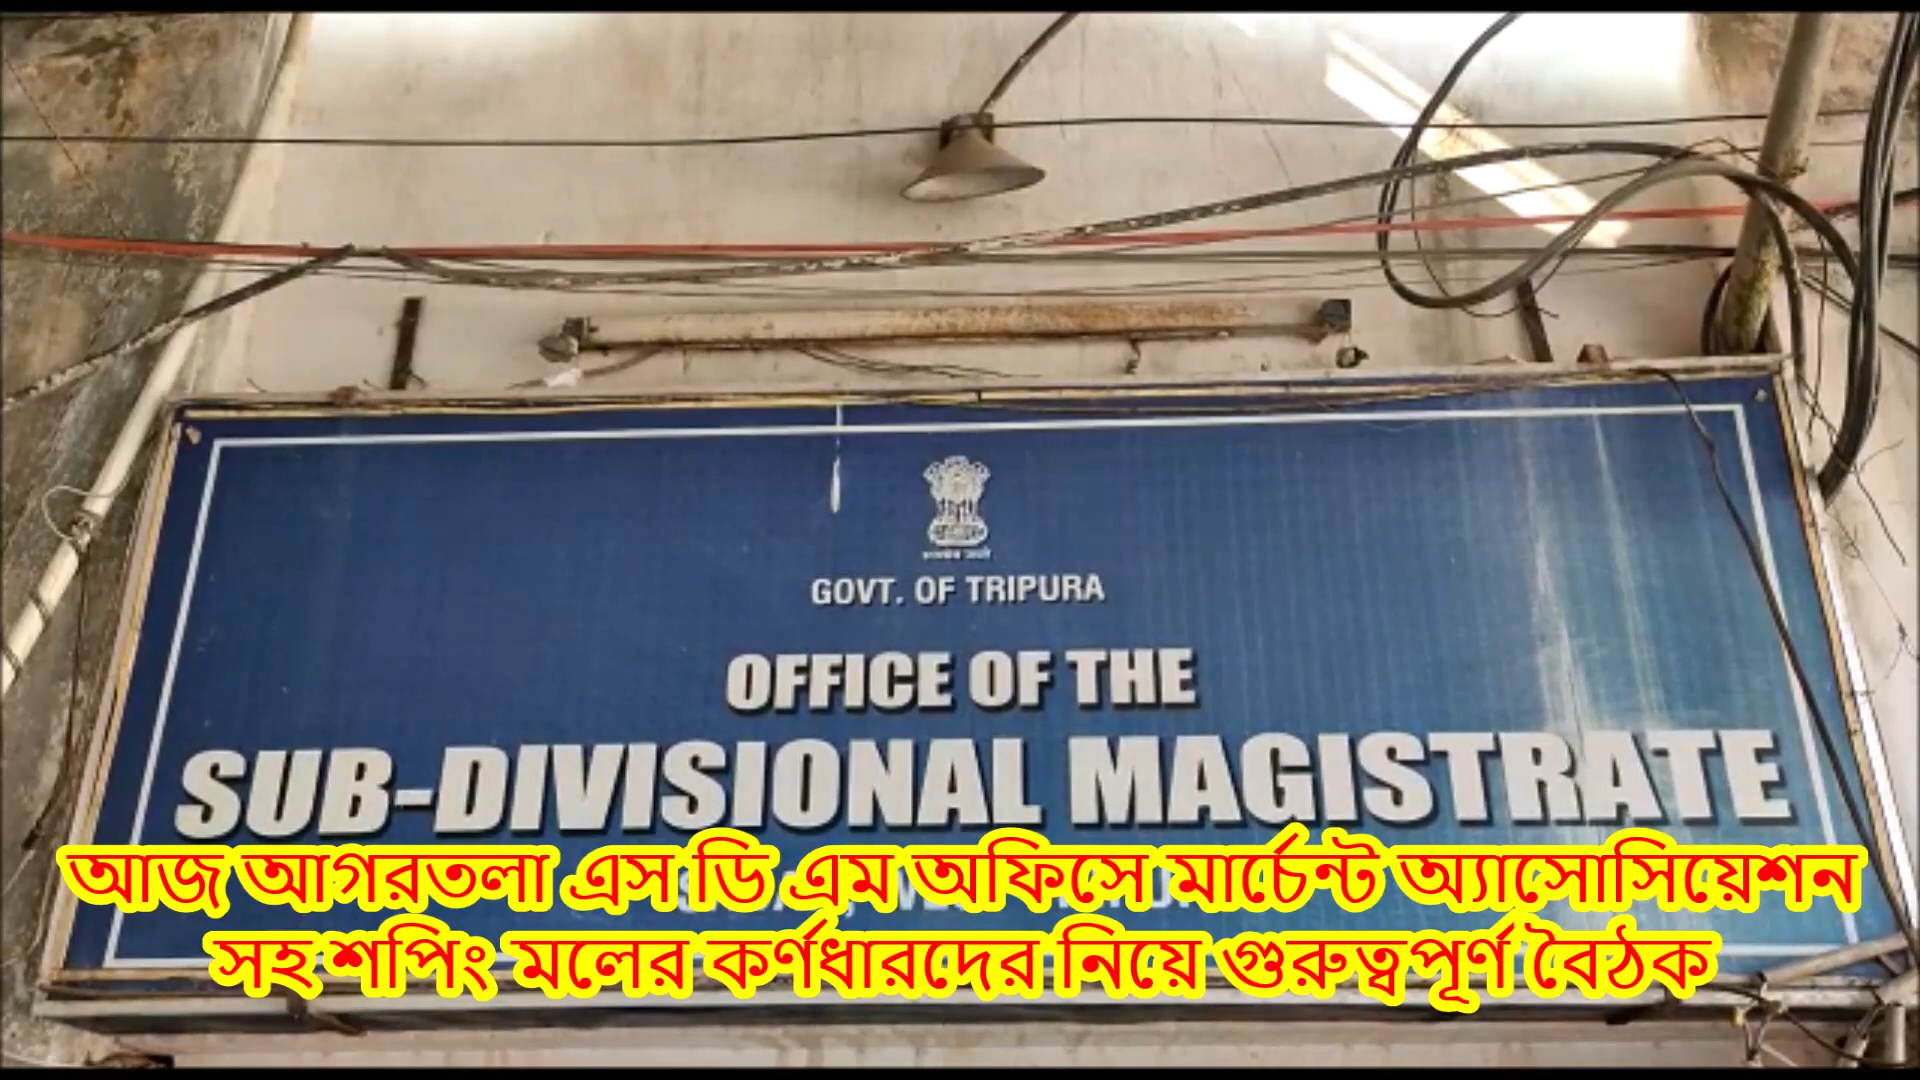 GOVT. OF TRIPURA
OFFICE OF THE
SUB-DIVISIONAL MAGISTRATE
আজ আগরতলা এস ডি এম অফিসে মার্চেন্ট অ্যাসোসিয়েশন
সহ শপিং মলের কর্ণধারদের নিয়ে গুরুত্বপূর্ণ বৈঠক